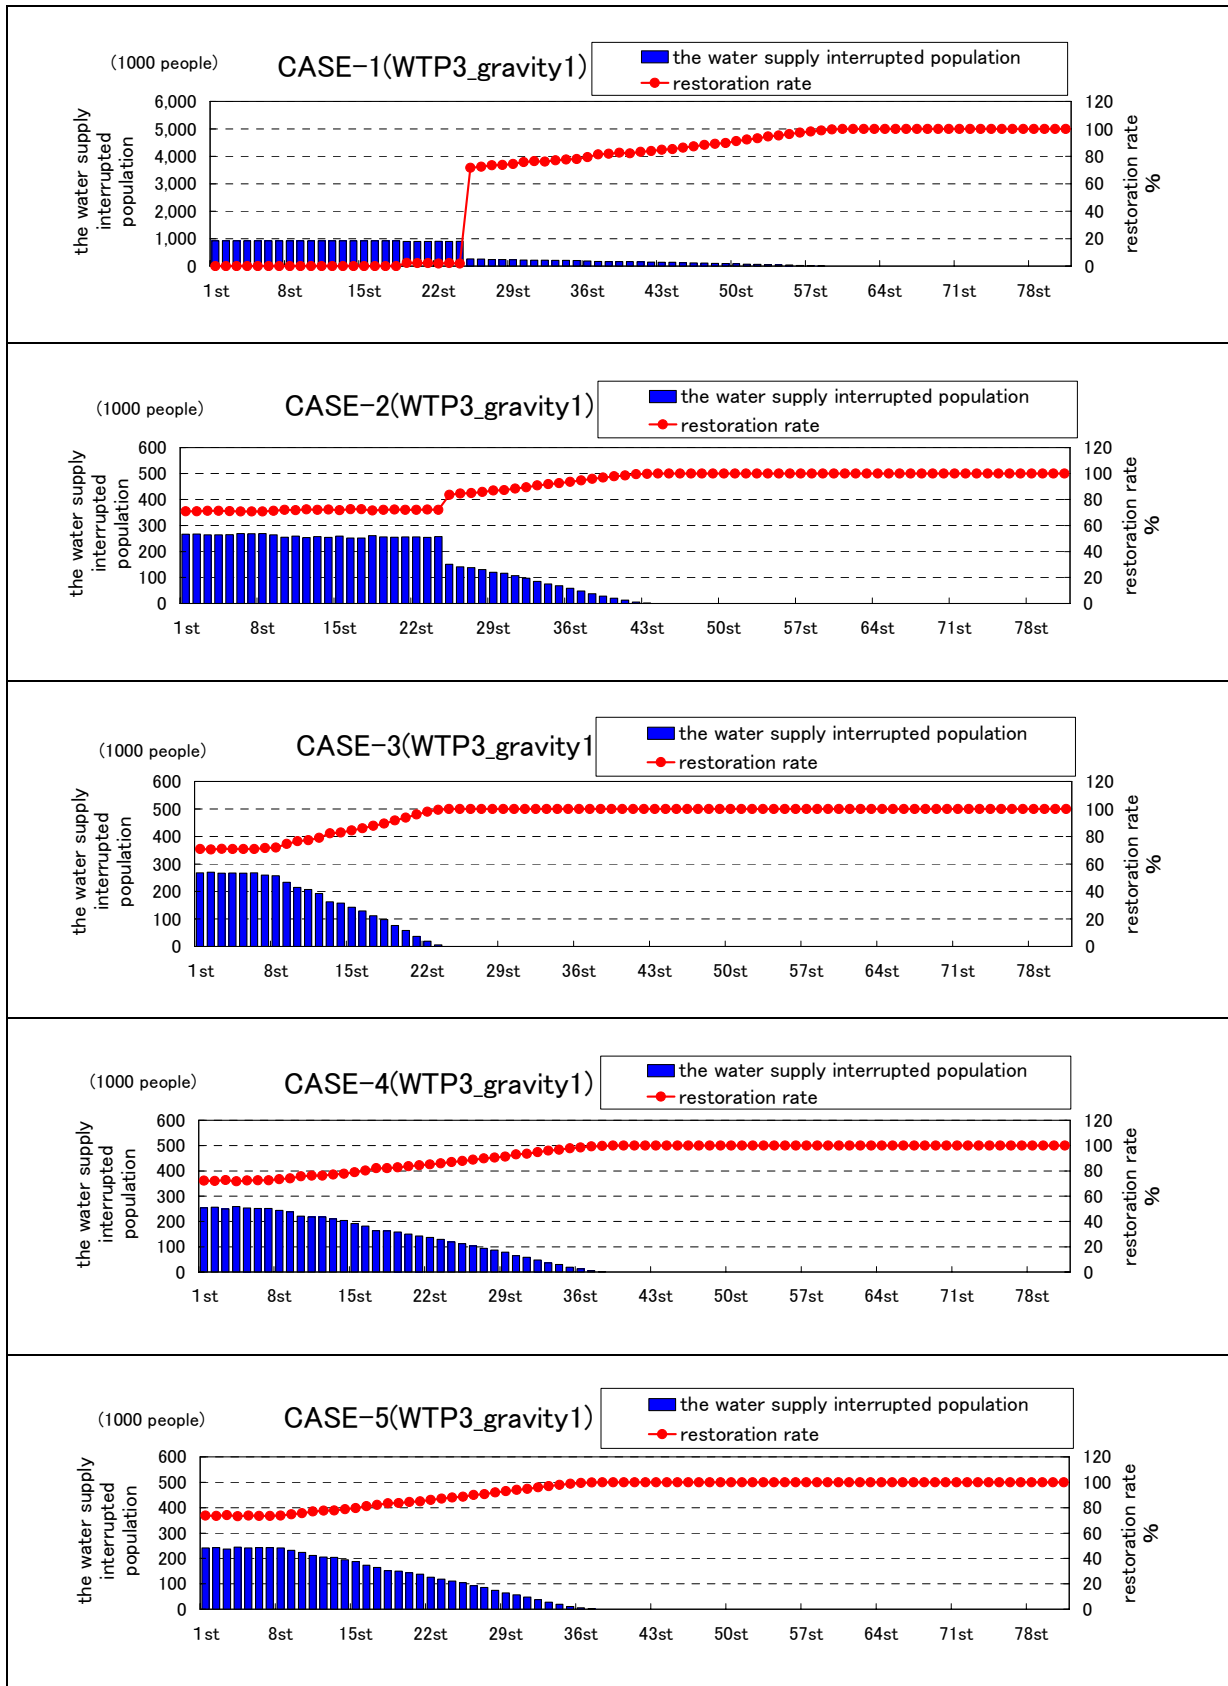 (1000 people)
CASE-1(WTP3_gravity1)
the water supply interrupted population
restoration rate
the water supply
interrupted
population
6,000
5,000
4,000
3,000
2,000
1,000
0
120
100
80
60
40
20
0
restoration rate
%
1st 8st 15st 22st 29st 36st 43st 50st 57st 64st 71st 78st
(1000 people)
CASE-2(WTP3_gravity1)
the water supply interrupted population
restoration rate
the water supply
interrupted
population
600
500
400
300
200
100
0
120
100
80
60
40
20
0
restoration rate
%
1st 8st 15st 22st 29st 36st 43st 50st 57st 64st 71st 78st
(1000 people)
CASE-3(WTP3_gravity1
the water supply interrupted population
restoration rate
the water supply
interrupted
population
600
500
400
300
200
100
0
120
100
80
60
40
20
0
restoration rate
%
1st 8st 15st 22st 29st 36st 43st 50st 57st 64st 71st 78st
(1000 people)
CASE-4(WTP3_gravity1)
the water supply interrupted population
restoration rate
the water supply
interrupted
population
600
500
400
300
200
100
0
120
100
80
60
40
20
0
restoration rate
%
1st 8st 15st 22st 29st 36st 43st 50st 57st 64st 71st 78st
(1000 people)
CASE-5(WTP3_gravity1)
the water supply interrupted population
restoration rate
the water supply
interrupted
population
600
500
400
300
200
100
0
120
100
80
60
40
20
0
restoration rate
%
1st 8st 15st 22st 29st 36st 43st 50st 57st 64st 71st 78st